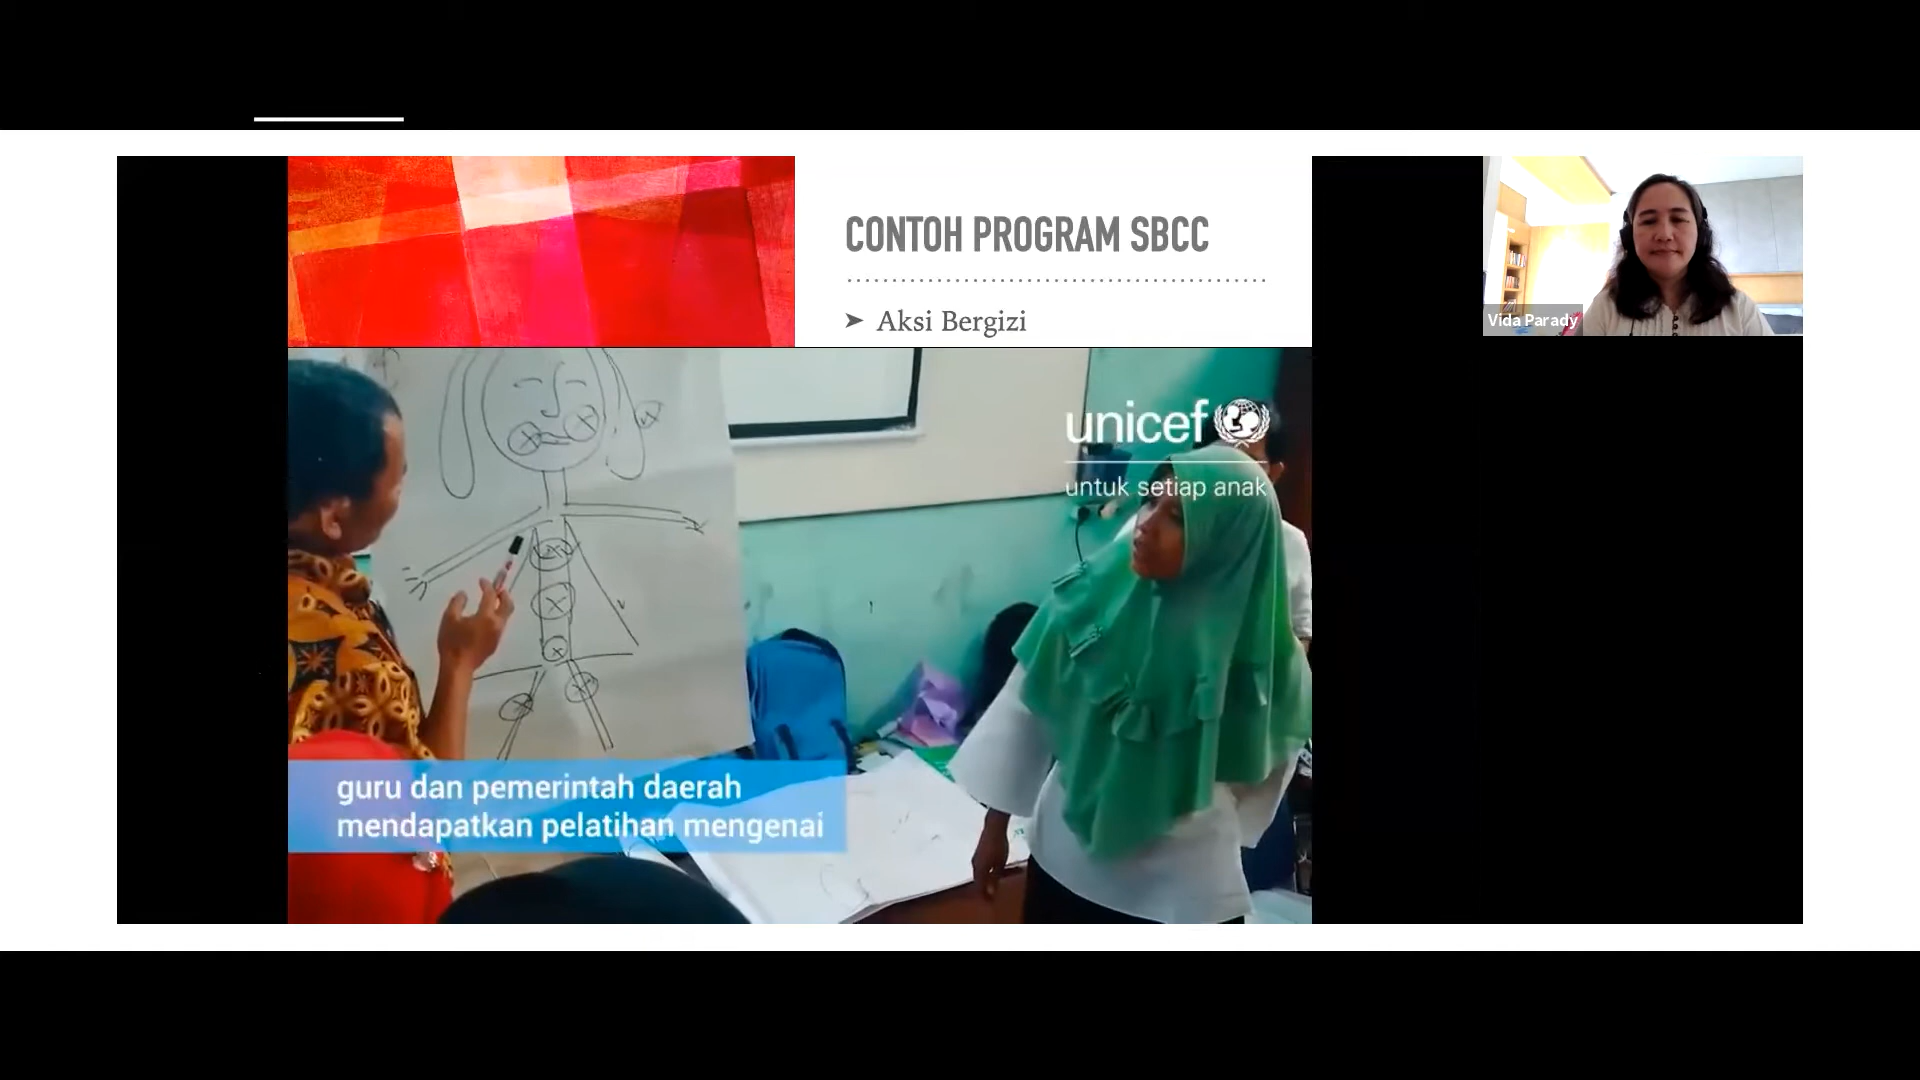 CONTOH PROGRAM SBCC
➤ Aksi Bergizi
Vida Parady
unicef
untuk setiap anak
guru dan pemerintah daerah
mendapatkan pelatihan mengenai